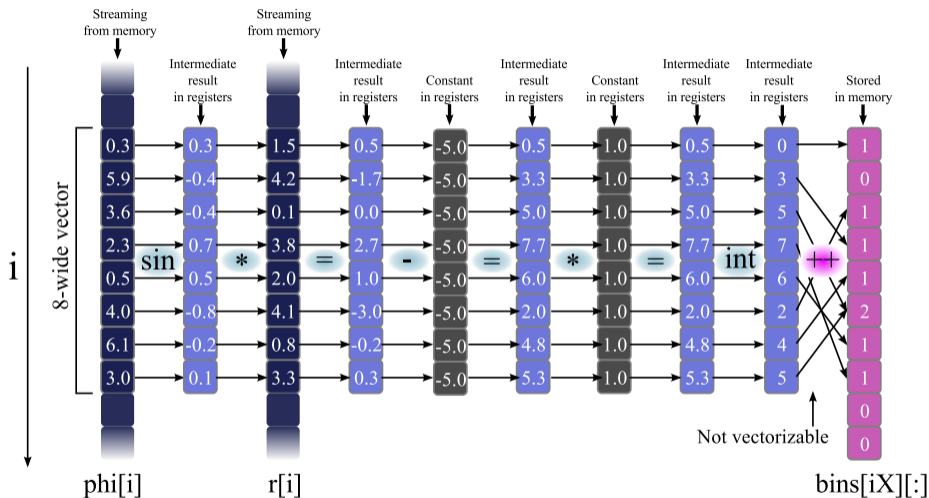 Streaming
from memory
Streaming
from memory
Intermediate
result
in registers
Intermediate
result
in registers
Constant
in registers
Intermediate
result
in registers
Constant
in registers
Intermediate
result
in registers
Intermediate
result
in registers
Stored
in memory
i
8-wide vector
0.3 0.3 1.5 0.5 -5.0 0.5 1.0 0.5 0 1
5.9 -0.4 4.2 -1.7 -5.0 3.3 1.0 3.3 3 0
3.6 -0.4 0.1 0.0 -5.0 5.0 1.0 5.0 5 1
2.3 0.7 3.8 2.7 -5.0 7.7 1.0 7.7 7 1
sin * = - = * = int ++
0.5 0.5 2.0 1.0 -5.0 6.0 1.0 6.0 6 1
4.0 -0.8 4.1 -3.0 -5.0 2.0 1.0 2.0 2 2
6.1 -0.2 0.8 -0.2 -5.0 4.8 1.0 4.8 4 1
3.0 0.1 3.3 0.3 -5.0 5.3 1.0 5.3 5 1
0
0
Not vectorizable
phi[i]
r[i]
bins[iX][:]